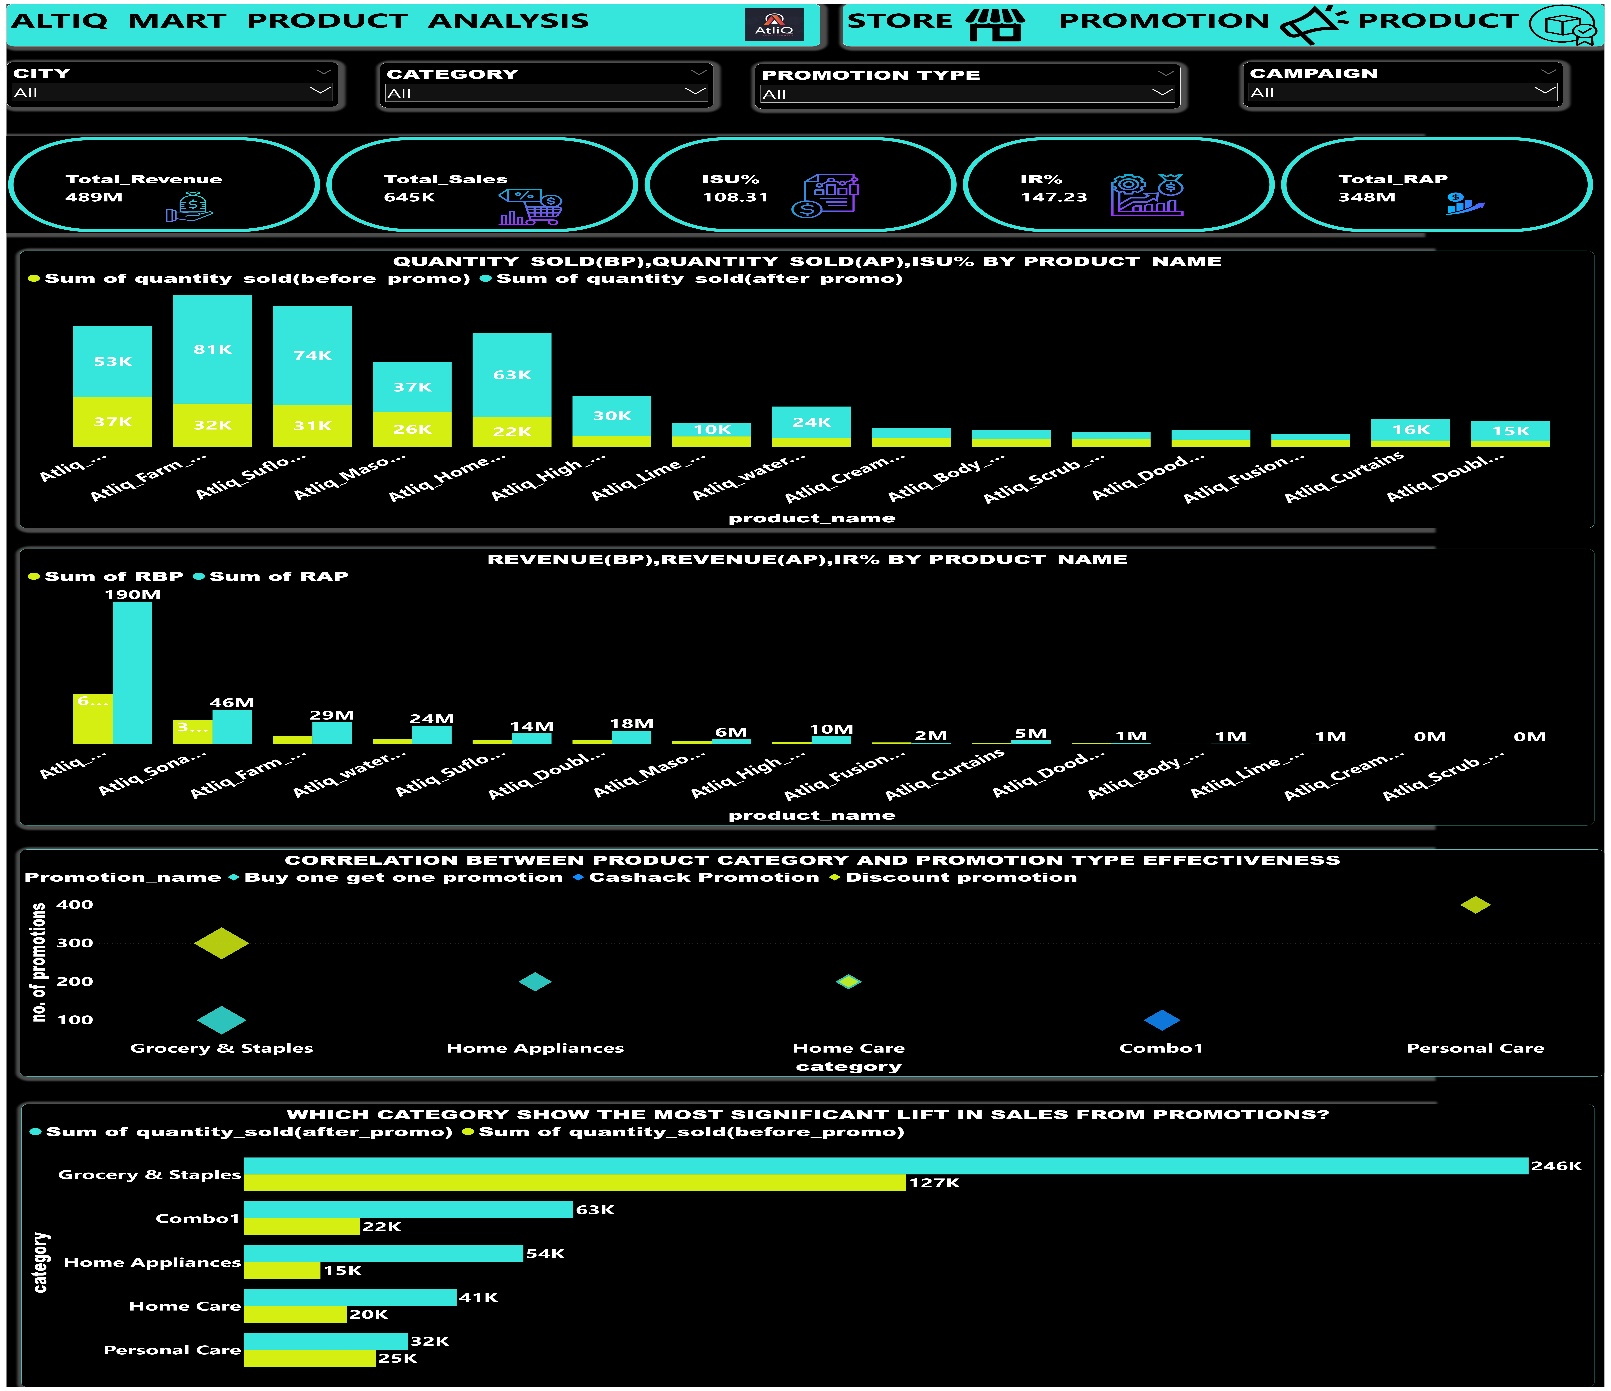 ALTIQ MART PRODUCT ANALYSIS AtliQ STORE PROMOTION PRODUCT
CITY CATEGORY PROMOTION TYPE CAMPAIGN
All All All All
Total_Revenue Total_Sales ISU% IR% Total_RAP
489M 645K 108.31 147.23 348M
QUANTITY SOLD(BP),QUANTITY SOLD(AP),ISU% BY PRODUCT NAME
Sum of quantity sold(before promo) Sum of quantity sold(after promo)
53K 81K 74K 37K 63K 30K 10K 24K 16K 15K
37K 32K 31K 26K 22K
Atliq_... Atliq_Farm_... Atliq_Suflo... Atliq_Maso... Atliq_Home... Atliq_High_... Atliq_Lime_... Atliq_water... Atliq_Cream... Atliq_Body_... Atliq_Scrub_... Atliq_Dood... Atliq_Fusion... Atliq_Curtains Atliq_Doubl...
product_name
REVENUE(BP),REVENUE(AP),IR% BY PRODUCT NAME
Sum of RBP Sum of RAP
190M 46M 29M 24M 14M 18M 6M 10M 2M 5M 1M 1M 1M 0M 0M
6... 3...
Atliq_... Atliq_Sona... Atliq_Farm_... Atliq_water... Atliq_Suflo... Atliq_Doubl... Atliq_Maso... Atliq_High_... Atliq_Fusion... Atliq_Curtains Atliq_Dood... Atliq_Body_... Atliq_Lime_... Atliq_Cream... Atliq_Scrub_...
product_name
CORRELATION BETWEEN PRODUCT CATEGORY AND PROMOTION TYPE EFFECTIVENESS
Promotion_name Buy one get one promotion Cashack Promotion Discount promotion
no. of promotions
400
300
200
100
Grocery & Staples Home Appliances Home Care Combo1 Personal Care
category
WHICH CATEGORY SHOW THE MOST SIGNIFICANT LIFT IN SALES FROM PROMOTIONS?
Sum of quantity_sold(after_promo) Sum of quantity_sold(before_promo)
category
Grocery & Staples 246K
127K
Combo1 63K
22K
Home Appliances 54K
15K
Home Care 41K
20K
Personal Care 32K
25K